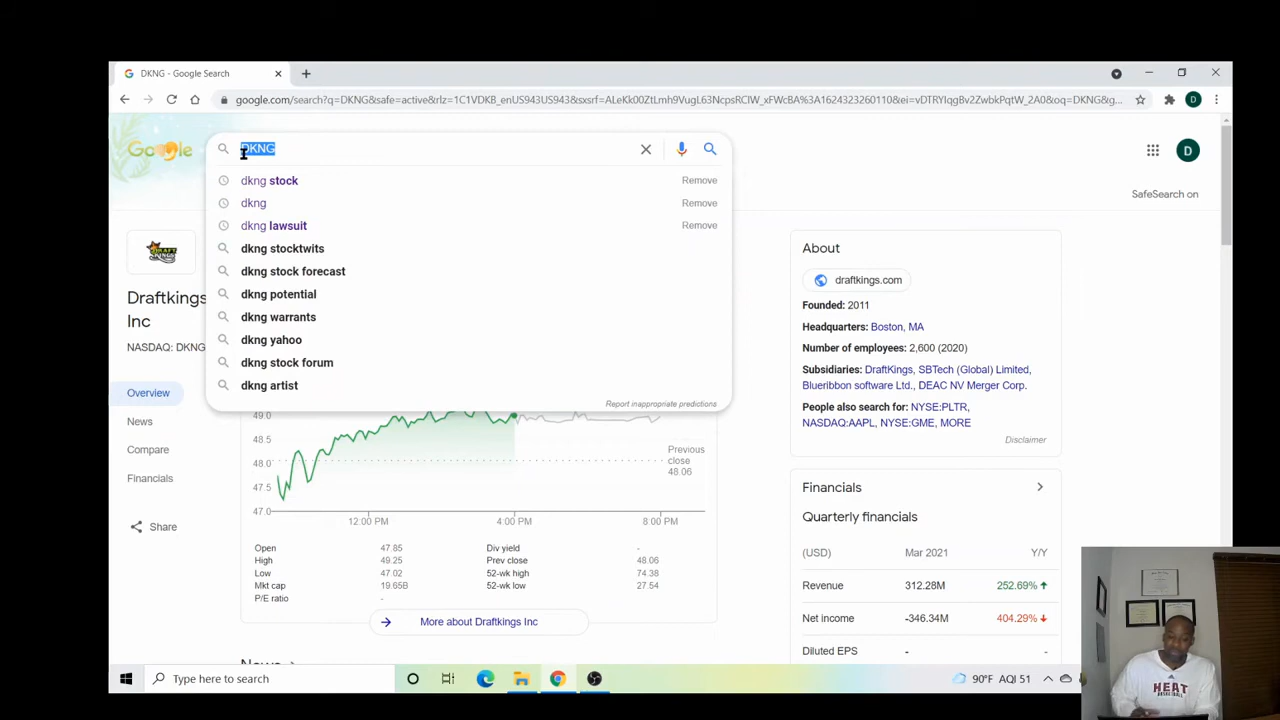 DKNG - Google Search
google.com/search?q=DKNG&safe=active&rlz=1C1VDKB_enUS943US943&sxsrf=ALeKk00ZtLmh9VugL63NcpsRCIW_xFWcBA%3A1624323260110&ei=vDTRYIqgBv2ZwbkPqtW_2A0&oq=DKNG&g...
D
Google
DKNG
D
dkng stock
Remove
dkng
Remove
dkng lawsuit
Remove
dkng stocktwits
dkng stock forecast
dkng potential
dkng warrants
dkng yahoo
dkng stock forum
dkng artist
Report inappropriate predictions
SafeSearch on
DRAFT KINGS
Draftkings
Inc
NASDAQ: DKNG
Overview
News
Compare
Financials
Share
49.0
48.5
48.0
47.5
47.0
Previous
close
48.06
12:00 PM 4:00 PM 8:00 PM
Open 47.85 Div yield -
High 49.25 Prev close 48.06
Low 47.02 52-wk high 74.38
Mkt cap 19.65B 52-wk low 27.54
P/E ratio -
More about Draftkings Inc
News
About
draftkings.com
Founded: 2011
Headquarters: Boston, MA
Number of employees: 2,600 (2020)
Subsidiaries: DraftKings, SBTech (Global) Limited,
Blueribbon software Ltd., DEAC NV Merger Corp.
People also search for: NYSE:PLTR,
NASDAQ:AAPL, NYSE:GME, MORE
Disclaimer
Financials
Quarterly financials
(USD) Mar 2021 Y/Y
Revenue 312.28M 252.69%
Net income -346.34M 404.29%
Diluted EPS - -
Type here to search
90°F AQI 51
HEAT